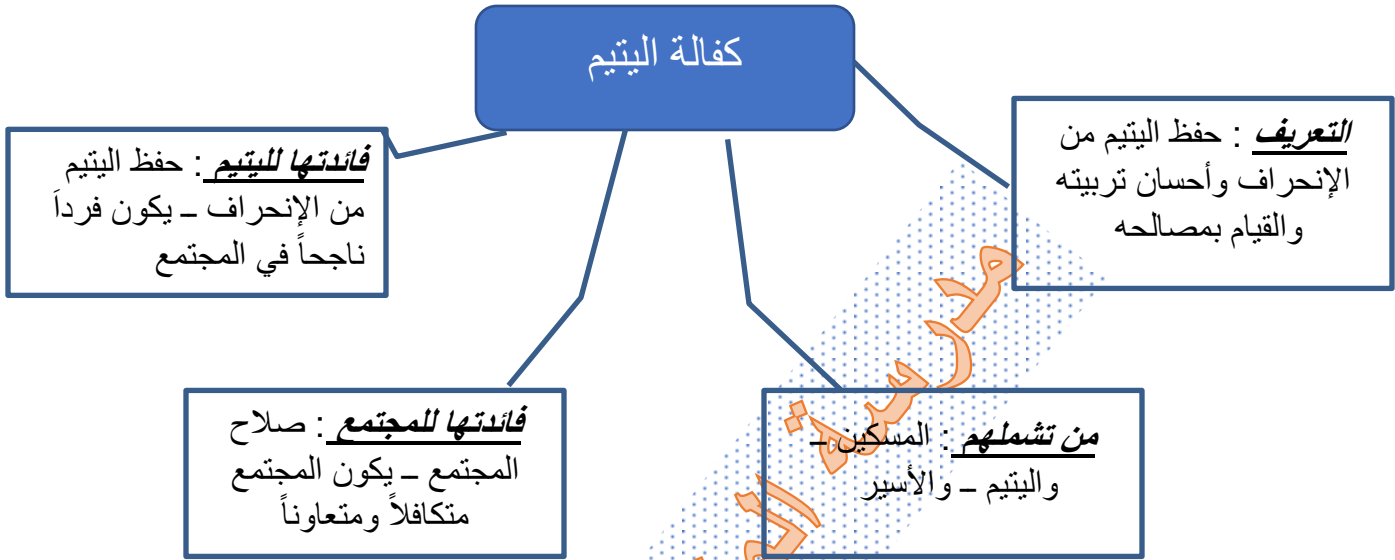 كفالة اليتيم
التعريف : حفظ اليتيم من
الإنحراف وأحسان تربيته
والقيام بمصالحه
فائدتها لليتيم : حفظ اليتيم
من الإنحراف – يكون فرداَ
ناجحاً في المجتمع
من تشملهم : المسكين –
واليتيم – والأسير
فائدتها للمجتمع : صلاح
المجتمع – يكون المجتمع
متكافلاً ومتعاوناً
مدرسة